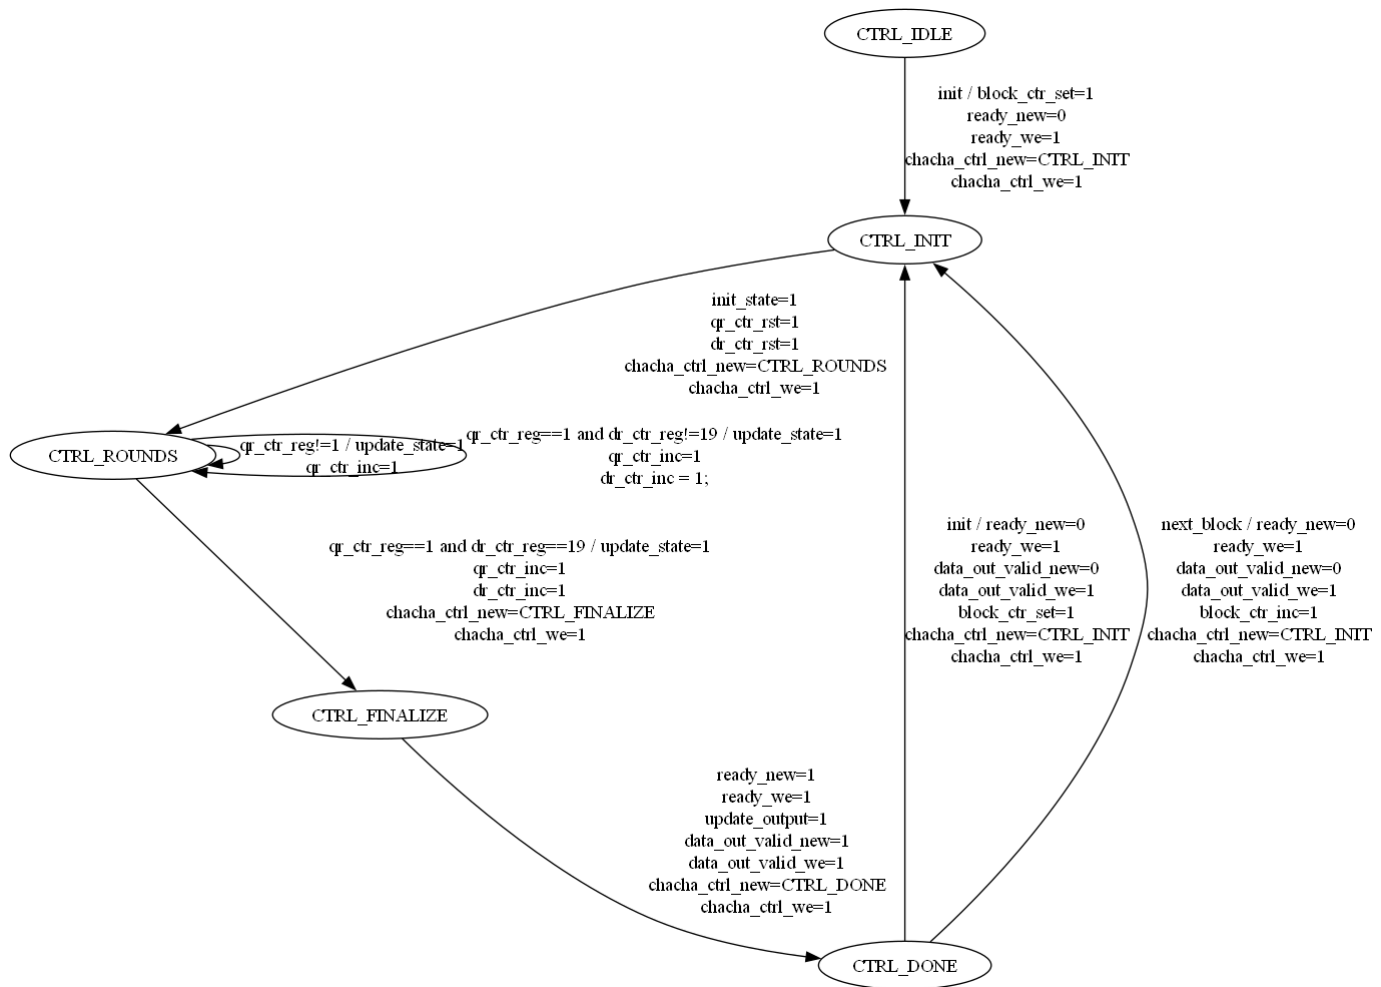 CTRL_IDLE
init / block_ctr_set=1
ready_new=0
ready_we=1
chacha_ctrl_new=CTRL_INIT
chacha_ctrl_we=1
CTRL_INIT
init_state=1
qr_ctr_rst=1
dr_ctr_rst=1
chacha_ctrl_new=CTRL_ROUNDS
chacha_ctrl_we=1
CTRL_ROUNDS
qr_ctr_reg!=1 / update_state=1
qr_ctr_inc=1
qr_ctr_reg==1 and dr_ctr_reg!=19 / update_state=1
qr_ctr_inc=1
dr_ctr_inc = 1;
qr_ctr_reg==1 and dr_ctr_reg==19 / update_state=1
qr_ctr_inc=1
dr_ctr_inc=1
chacha_ctrl_new=CTRL_FINALIZE
chacha_ctrl_we=1
init / ready_new=0
ready_we=1
data_out_valid_new=0
data_out_valid_we=1
block_ctr_set=1
chacha_ctrl_new=CTRL_INIT
chacha_ctrl_we=1
next_block / ready_new=0
ready_we=1
data_out_valid_new=0
data_out_valid_we=1
block_ctr_inc=1
chacha_ctrl_new=CTRL_INIT
chacha_ctrl_we=1
CTRL_FINALIZE
ready_new=1
ready_we=1
update_output=1
data_out_valid_new=1
data_out_valid_we=1
chacha_ctrl_new=CTRL_DONE
chacha_ctrl_we=1
CTRL_DONE